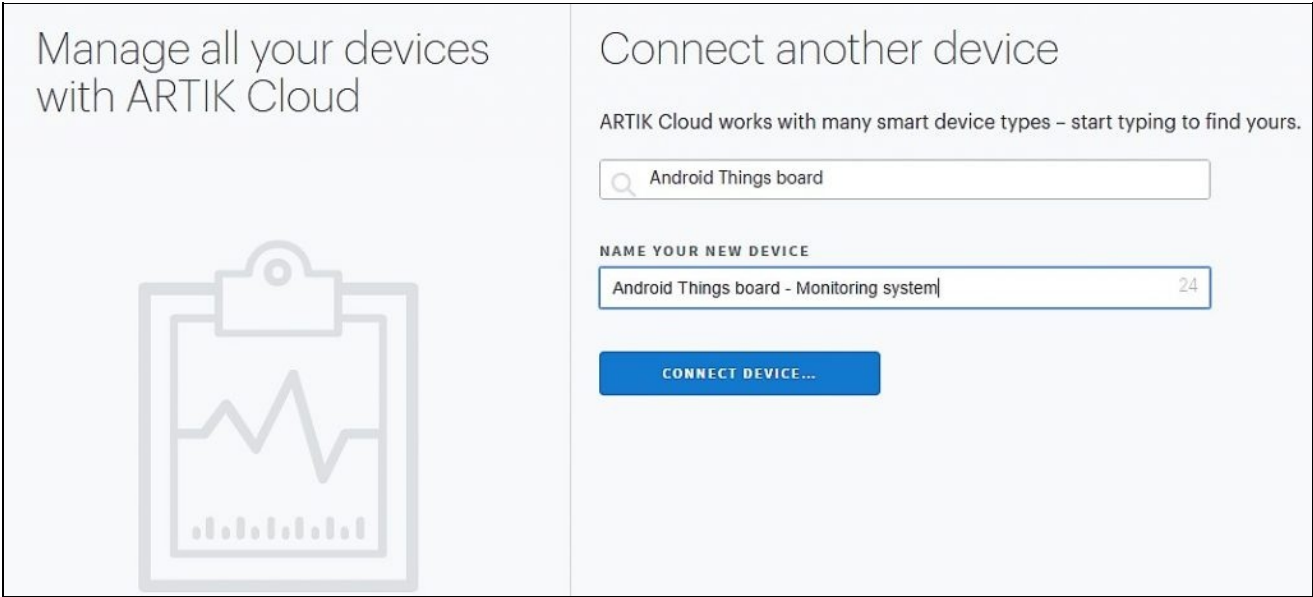 Manage all your devices
with ARTIK Cloud
Connect another device
ARTIK Cloud works with many smart device types – start typing to find yours.
Android Things board
NAME YOUR NEW DEVICE
Android Things board - Monitoring system
24
CONNECT DEVICE...